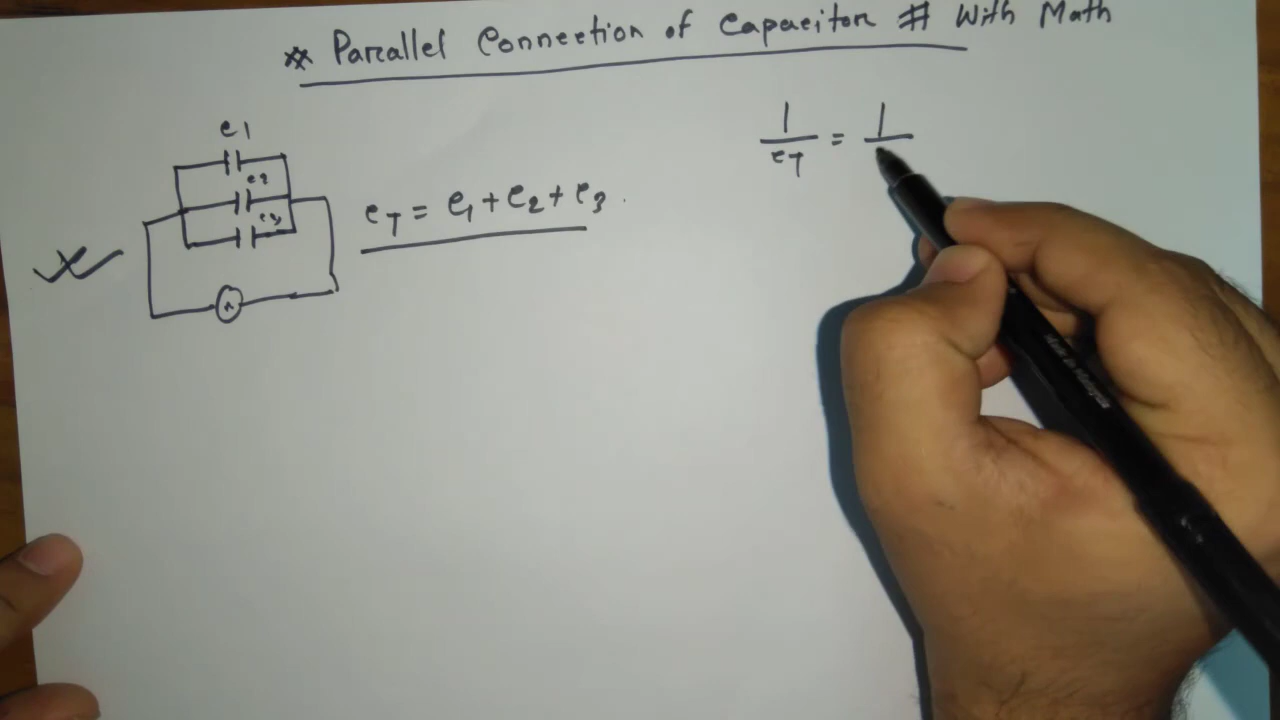 * Parallel Connection of Capacitor # With Math
C1
C2
C3
CT = C1 + C2 + C3.
1/CT = 1/